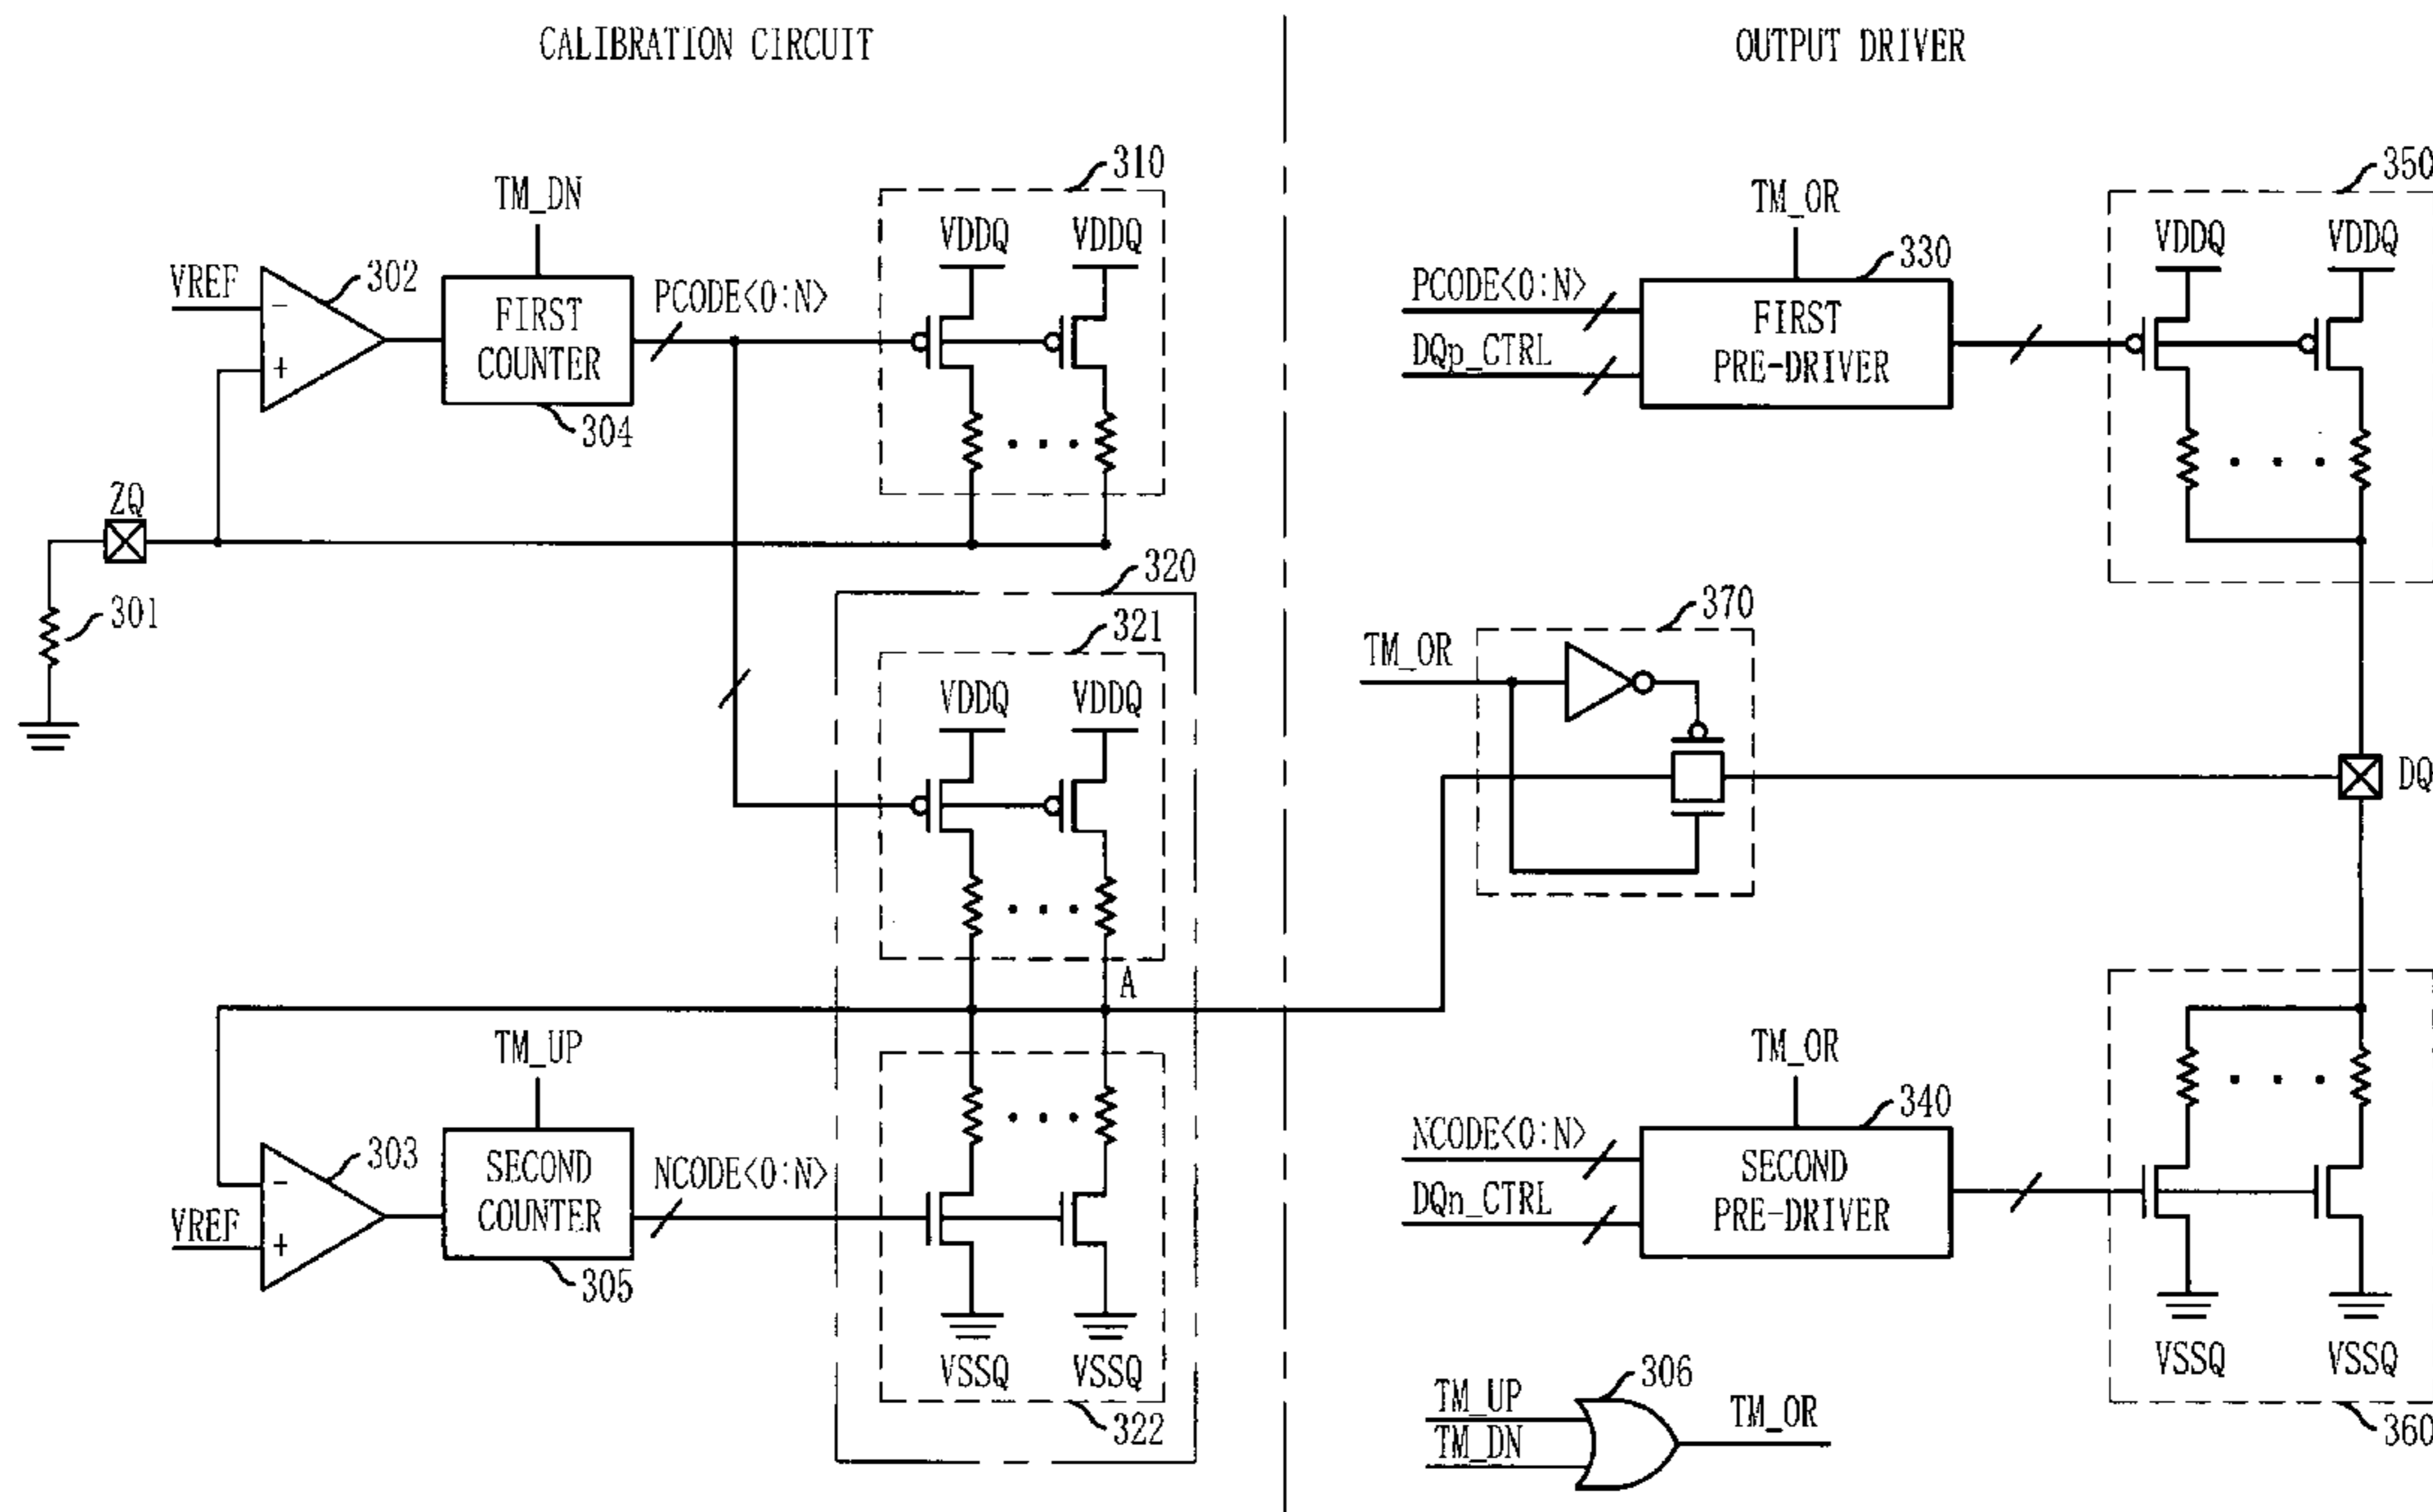 CALIBRATION CIRCUIT
OUTPUT DRIVER
310
350
TM_DN
TM_OR
VDDQ VDDQ
VDDQ VDDQ
VREF
-
+
302
FIRST
COUNTER
304
PCODE<0:N>
PCODE<0:N>
DQp_CTRL
330
FIRST
PRE-DRIVER
ZQ
301
320
321
VDDQ VDDQ
370
TM_OR
DQ
A
TM_UP
TM_OR
303
-
+
VREF
SECOND
COUNTER
305
NCODE<0:N>
NCODE<0:N>
DQn_CTRL
340
SECOND
PRE-DRIVER
VSSQ VSSQ
322
VSSQ VSSQ
360
306
TM_UP
TM_DN
TM_OR